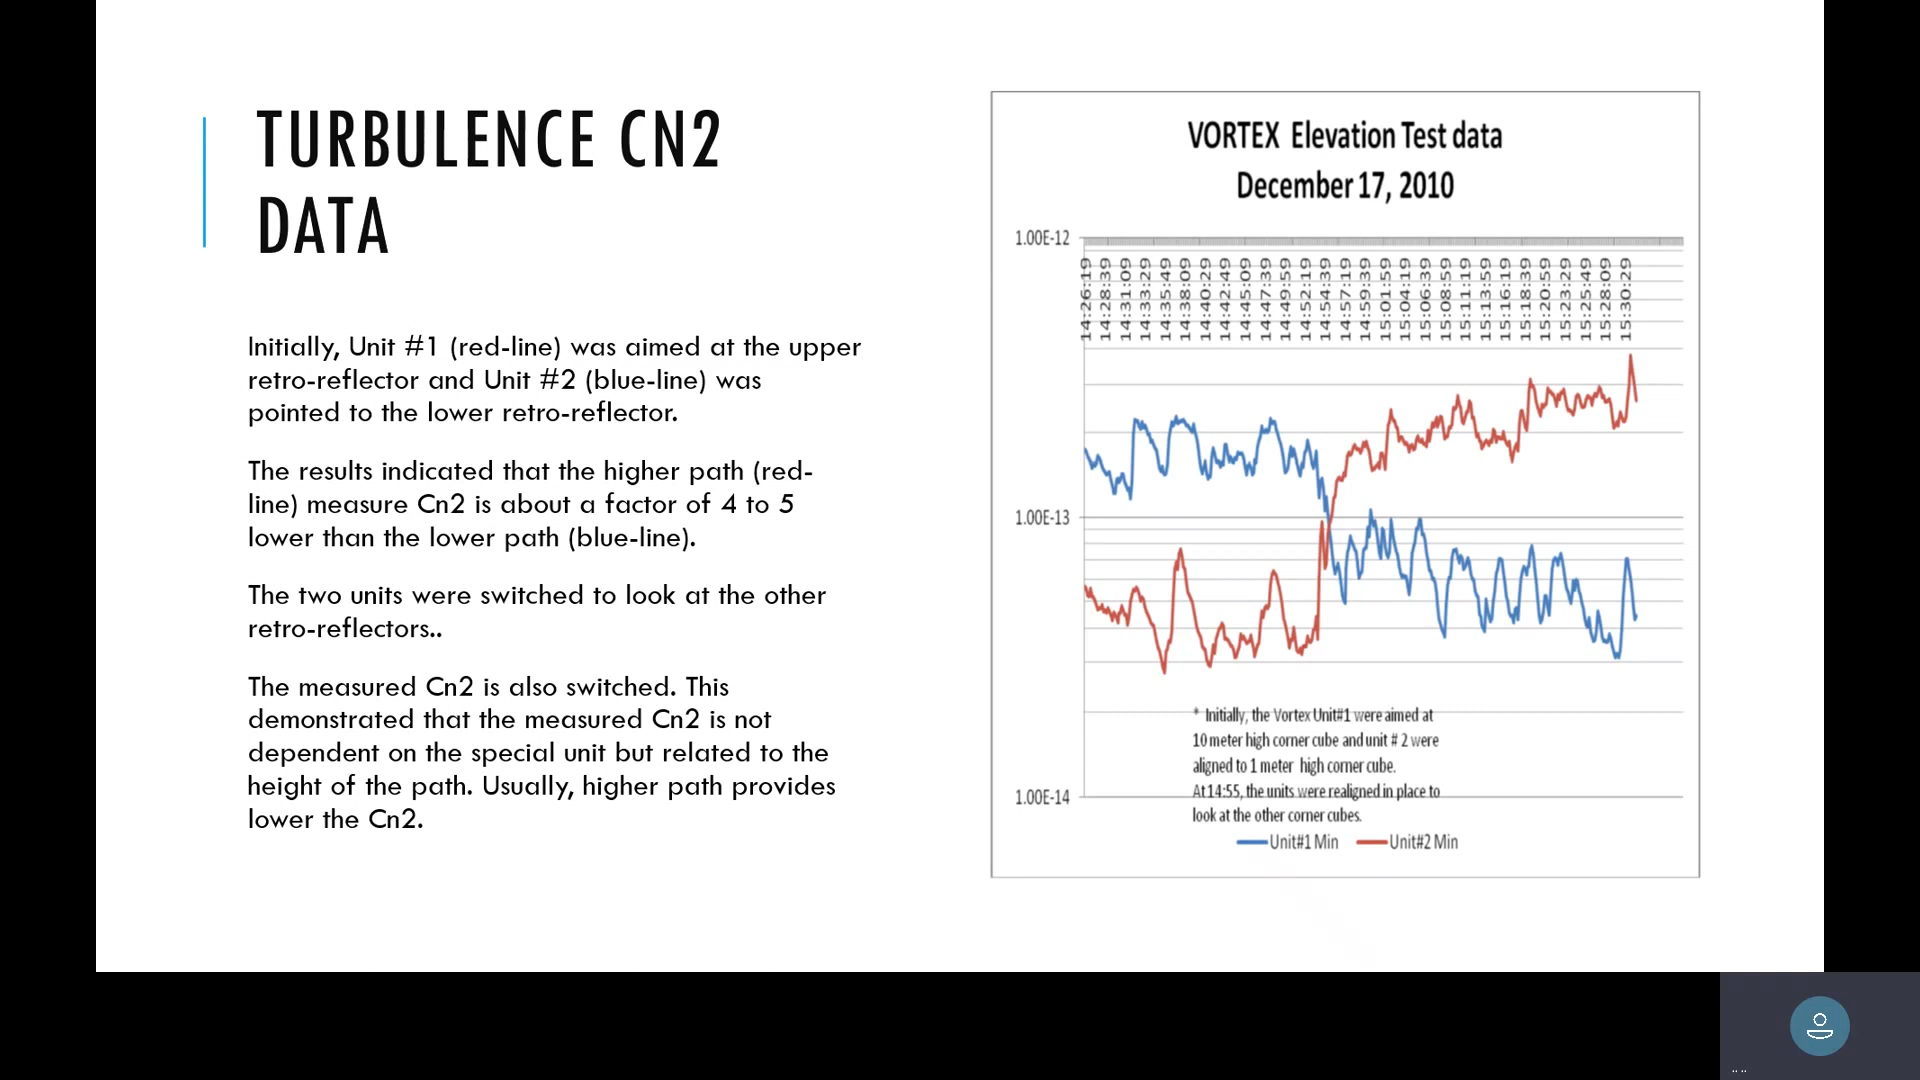 TURBULENCE CN2
DATA
Initially, Unit #1 (red-line) was aimed at the upper
retro-reflector and Unit #2 (blue-line) was
pointed to the lower retro-reflector.
The results indicated that the higher path (red-
line) measure Cn2 is about a factor of 4 to 5
lower than the lower path (blue-line).
The two units were switched to look at the other
retro-reflectors..
The measured Cn2 is also switched. This
demonstrated that the measured Cn2 is not
dependent on the special unit but related to the
height of the path. Usually, higher path provides
lower the Cn2.
VORTEX Elevation Test data
December 17, 2010
1.00E-12
14:26:19
14:28:39
14:31:09
14:33:29
14:35:49
14:38:09
14:40:29
14:42:49
14:45:09
14:47:39
14:49:59
14:52:19
14:54:39
14:57:19
14:59:39
15:01:59
15:04:19
15:06:39
15:08:59
15:11:19
15:13:59
15:16:19
15:18:39
15:20:59
15:23:29
15:25:49
15:28:09
15:30:29
1.00E-13
* Initially, the Vortex Unit#1 were aimed at
10 meter high corner cube and unit # 2 were
aligned to 1 meter high corner cube.
At 14:55, the units were realigned in place to
look at the other corner cubes.
1.00E-14
Unit#1 Min
Unit#2 Min